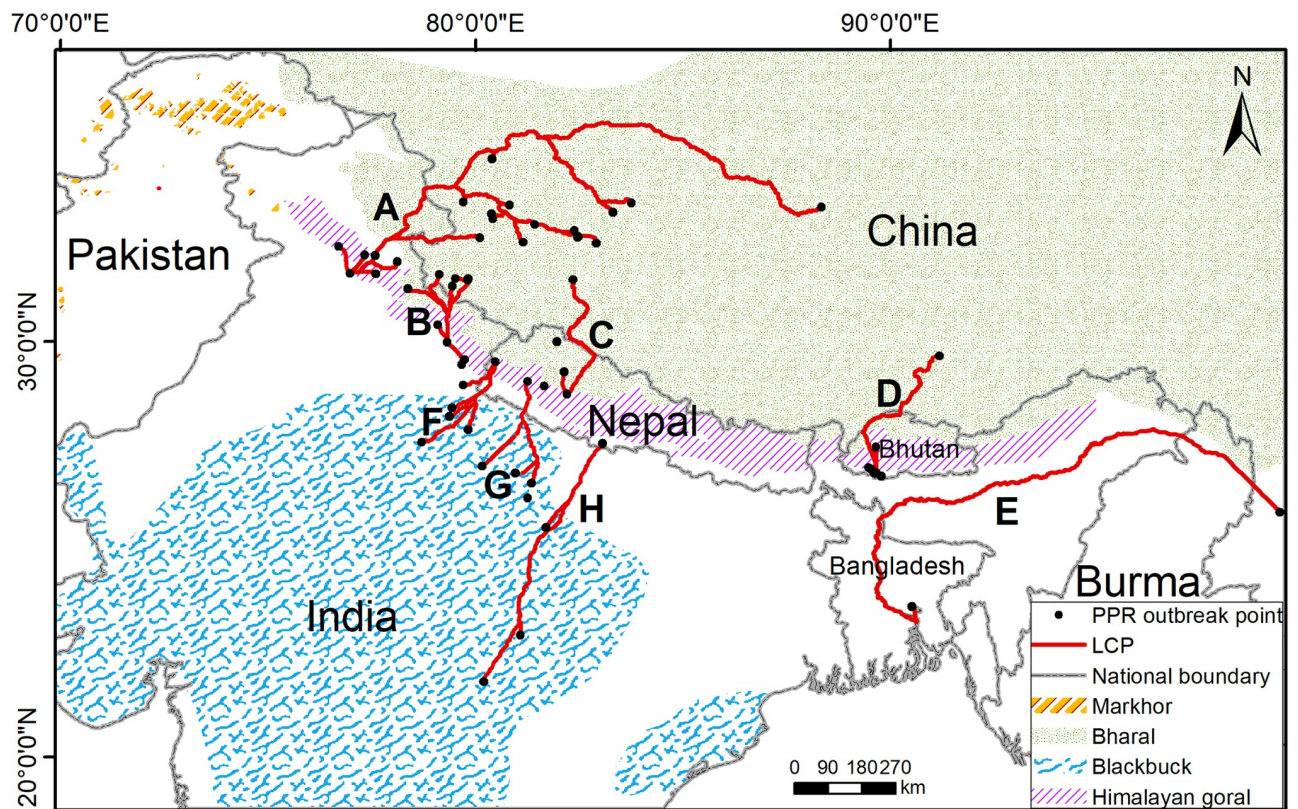 70°0'0"E 80°0'0"E 90°0'0"E
N
A
China
Pakistan
30°0'0"N
B
C
D
Nepal
F
Bhutan
G
H
E
Bangladesh
Burma
India
PPR outbreak point
LCP
National boundary
Markhor
Bharal
Blackbuck
Himalayan goral
20°0'0"N
0 90 180 270
km